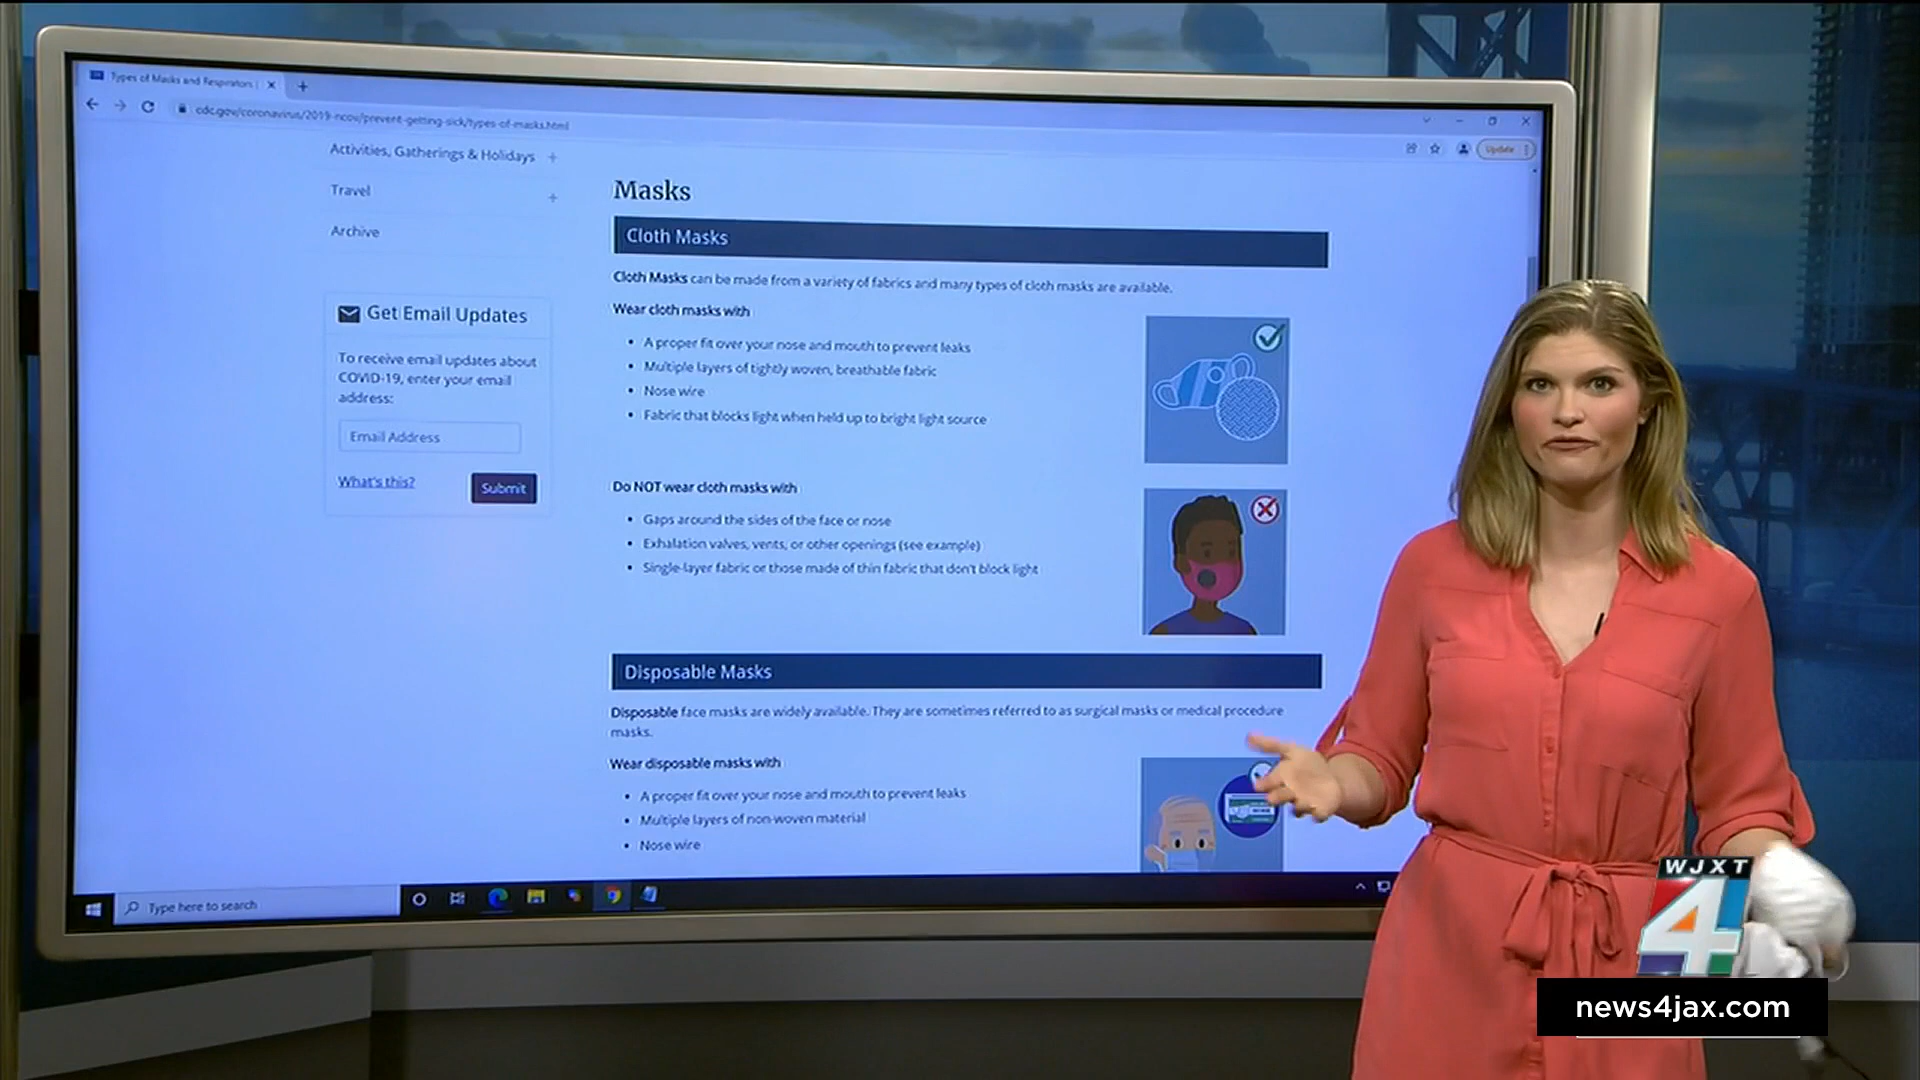 Types of Masks and Respirators
cdc.gov/coronavirus/2019-ncov/prevent-getting-sick/types-of-masks.html
Update
Activities, Gatherings & Holidays +
Travel +
Archive
Get Email Updates
To receive email updates about
COVID-19, enter your email
address:
Email Address
What's this?
Submit
Masks
Cloth Masks
Cloth Masks can be made from a variety of fabrics and many types of cloth masks are available.
Wear cloth masks with
• A proper fit over your nose and mouth to prevent leaks
• Multiple layers of tightly woven, breathable fabric
• Nose wire
• Fabric that blocks light when held up to bright light source
Do NOT wear cloth masks with
• Gaps around the sides of the face or nose
• Exhalation valves, vents, or other openings (see example)
• Single-layer fabric or those made of thin fabric that don't block light
Disposable Masks
Disposable face masks are widely available. They are sometimes referred to as surgical masks or medical procedure
masks.
Wear disposable masks with
• A proper fit over your nose and mouth to prevent leaks
• Multiple layers of non-woven material
• Nose wire
Type here to search
WJXT
4
news4jax.com